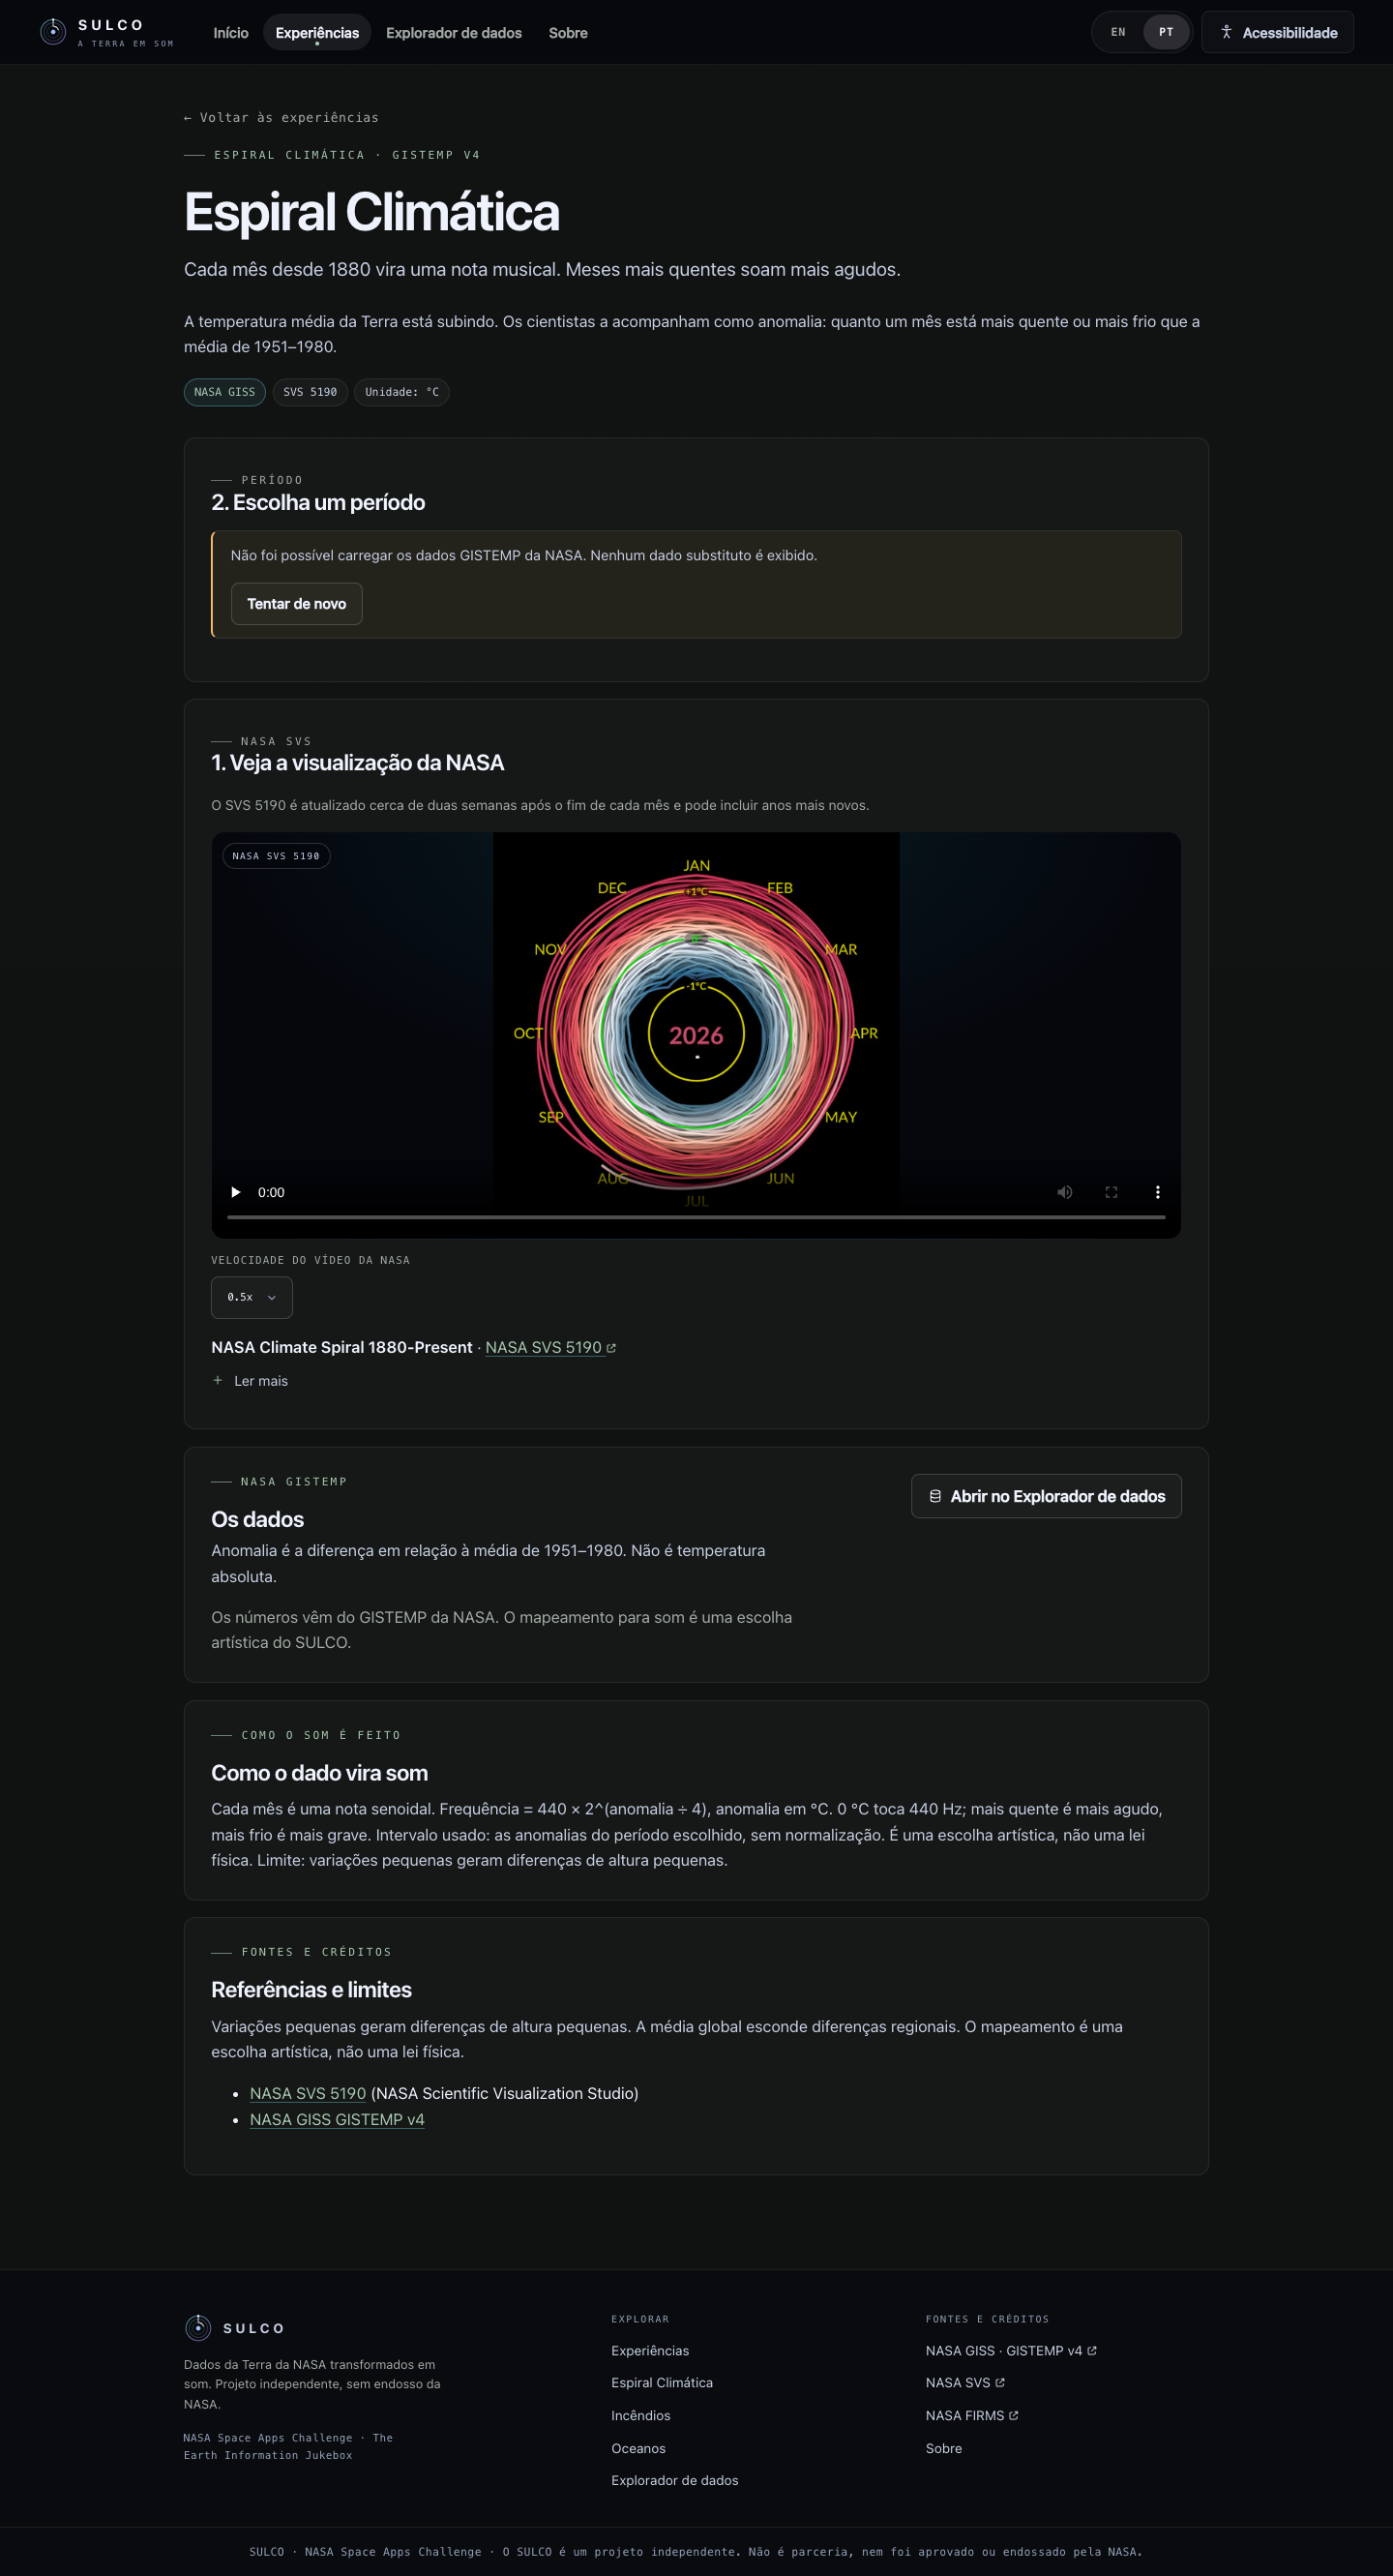 SULCO
A TERRA EM SOM
Início
Experiências
Explorador de dados
Sobre
EN
PT
Acessibilidade
← Voltar às experiências
ESPIRAL CLIMÁTICA · GISTEMP V4
Espiral Climática
Cada mês desde 1880 vira uma nota musical. Meses mais quentes soam mais agudos.
A temperatura média da Terra está subindo. Os cientistas a acompanham como anomalia: quanto um mês está mais quente ou mais frio que a
média de 1951–1980.
NASA GISS
SVS 5190
Unidade: °C
PERÍODO
2. Escolha um período
Não foi possível carregar os dados GISTEMP da NASA. Nenhum dado substituto é exibido.
Tentar de novo
NASA SVS
1. Veja a visualização da NASA
O SVS 5190 é atualizado cerca de duas semanas após o fim de cada mês e pode incluir anos mais novos.
NASA SVS 5190
JAN
DEC
+1°C
FEB
NOV
0°
MAR
-1°C
OCT
2026
APR
SEP
MAY
AUG
JUN
JUL
0:00
VELOCIDADE DO VÍDEO DA NASA
0.5x
NASA Climate Spiral 1880-Present · NASA SVS 5190
+ Ler mais
NASA GISTEMP
Abrir no Explorador de dados
Os dados
Anomalia é a diferença em relação à média de 1951–1980. Não é temperatura
absoluta.
Os números vêm do GISTEMP da NASA. O mapeamento para som é uma escolha
artística do SULCO.
COMO O SOM É FEITO
Como o dado vira som
Cada mês é uma nota senoidal. Frequência = 440 × 2^(anomalia ÷ 4), anomalia em °C. 0 °C toca 440 Hz; mais quente é mais agudo,
mais frio é mais grave. Intervalo usado: as anomalias do período escolhido, sem normalização. É uma escolha artística, não uma lei
física. Limite: variações pequenas geram diferenças de altura pequenas.
FONTES E CRÉDITOS
Referências e limites
Variações pequenas geram diferenças de altura pequenas. A média global esconde diferenças regionais. O mapeamento é uma
escolha artística, não uma lei física.
• NASA SVS 5190 (NASA Scientific Visualization Studio)
• NASA GISS GISTEMP v4
SULCO
Dados da Terra da NASA transformados em
som. Projeto independente, sem endosso da
NASA.
NASA Space Apps Challenge · The
Earth Information Jukebox
EXPLORAR
Experiências
Espiral Climática
Incêndios
Oceanos
Explorador de dados
FONTES E CRÉDITOS
NASA GISS · GISTEMP v4
NASA SVS
NASA FIRMS
Sobre
SULCO · NASA Space Apps Challenge · O SULCO é um projeto independente. Não é parceria, nem foi aprovado ou endossado pela NASA.